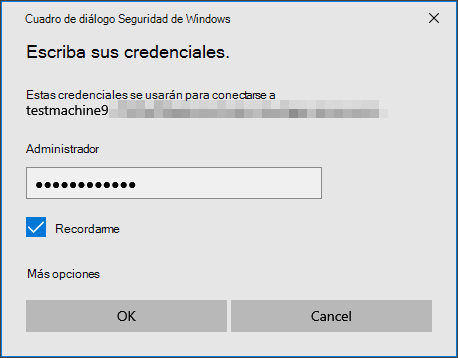 Cuadro de diálogo Seguridad de Windows
Escriba sus credenciales.
Estas credenciales se usarán para conectarse a
testmachine9
Administrador
●●●●●●●●●●●●
Recordarme
Más opciones
OK
Cancel